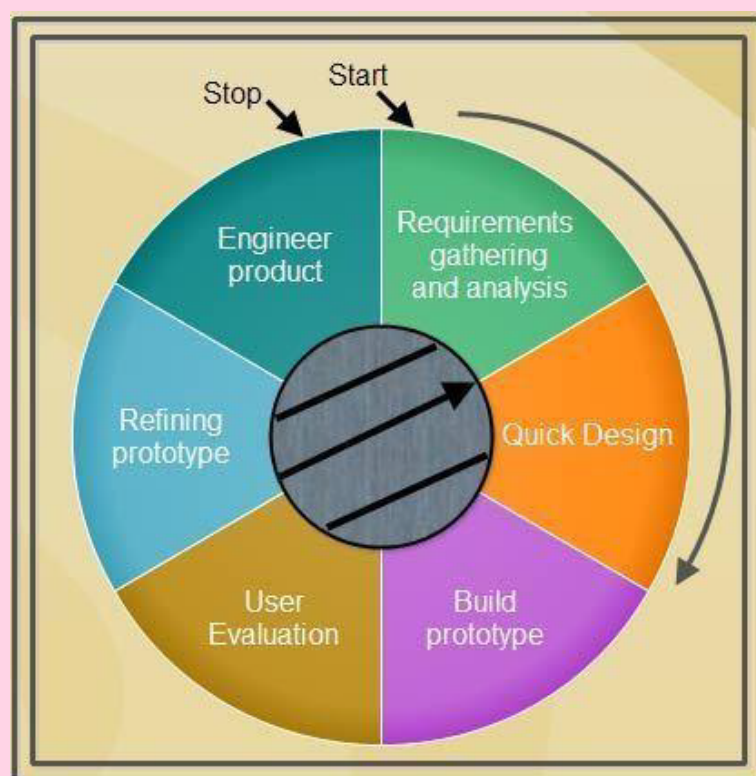 Start
Stop
Requirements
gathering
and analysis
Quick Design
Build
prototype
User
Evaluation
Refining
prototype
Engineer
product